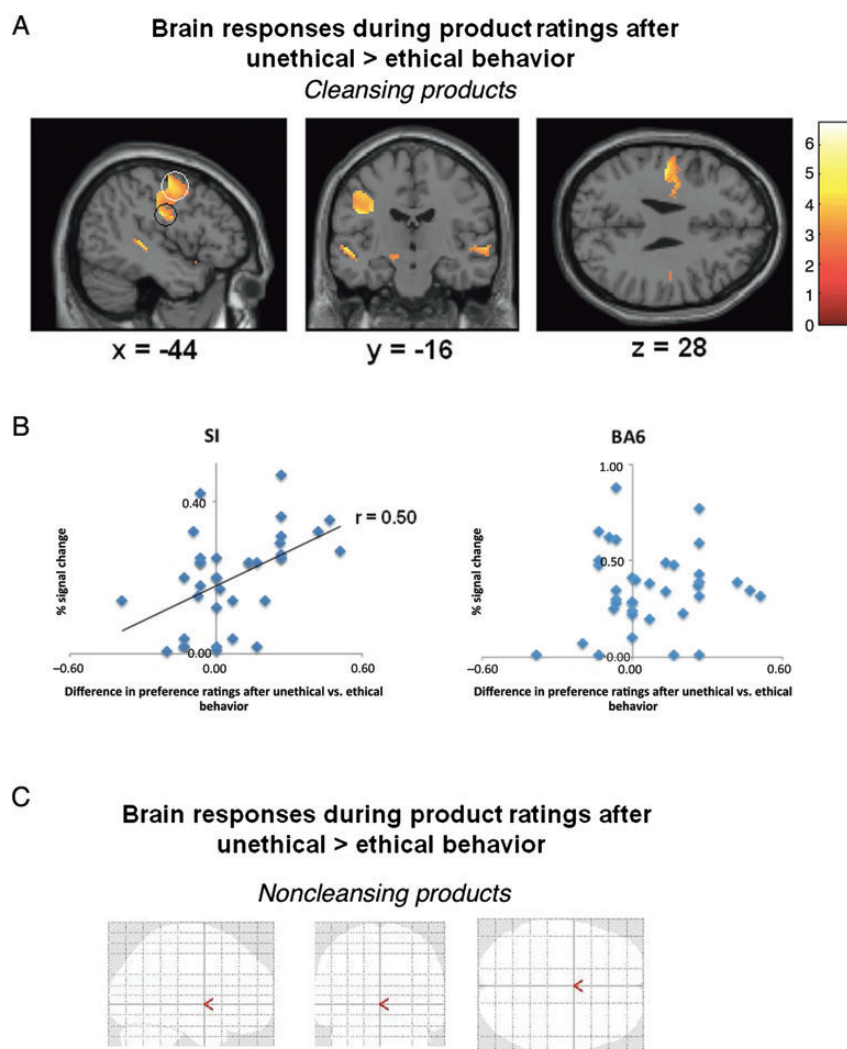 A
Brain responses during product ratings after
unethical > ethical behavior
Cleansing products
6
5
4
3
2
1
0
x = -44
y = -16
z = 28
B
SI
0.40
r = 0.50
% signal change
0.00
−0.60
0.00
0.60
Difference in preference ratings after unethical vs. ethical
behavior
BA6
1.00
% signal change
0.50
0.00
−0.60
0.00
0.60
Difference in preference ratings after unethical vs. ethical
behavior
C
Brain responses during product ratings after
unethical > ethical behavior
Noncleansing products